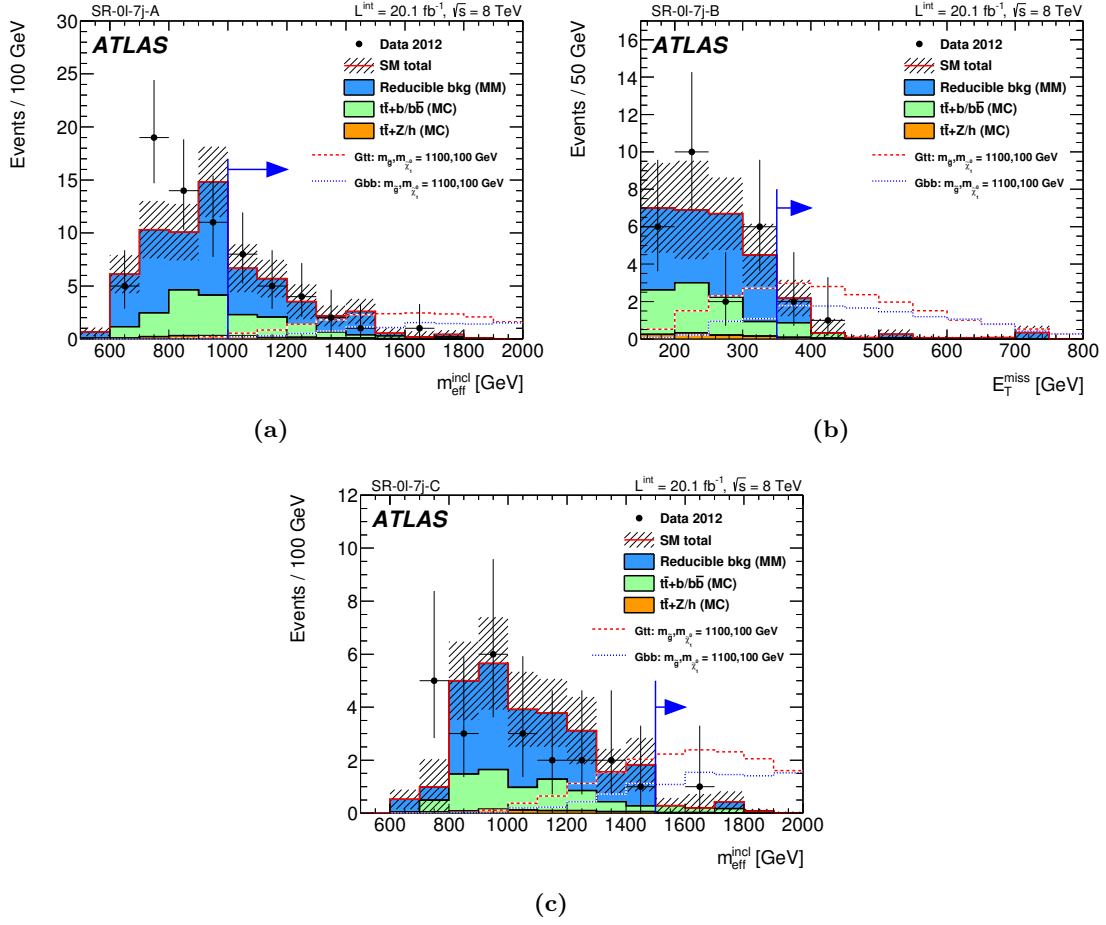 SR-0l-7j-A
L^int = 20.1 fb^-1, √s = 8 TeV
ATLAS
Data 2012
SM total
Reducible bkg (MM)
tt̄+b/bb̄ (MC)
tt̄+Z/h (MC)
Gtt: m_g̃,m_χ̃⁰₁ = 1100,100 GeV
Gbb: m_g̃,m_χ̃⁰₁ = 1100,100 GeV
Events / 100 GeV
30
25
20
15
10
5
0
600 800 1000 1200 1400 1600 1800 2000
m_eff^incl [GeV]
(a)
SR-0l-7j-B
L^int = 20.1 fb^-1, √s = 8 TeV
ATLAS
Data 2012
SM total
Reducible bkg (MM)
tt̄+b/bb̄ (MC)
tt̄+Z/h (MC)
Gtt: m_g̃,m_χ̃⁰₁ = 1100,100 GeV
Gbb: m_g̃,m_χ̃⁰₁ = 1100,100 GeV
Events / 50 GeV
16
14
12
10
8
6
4
2
0
200 300 400 500 600 700 800
E_T^miss [GeV]
(b)
SR-0l-7j-C
L^int = 20.1 fb^-1, √s = 8 TeV
ATLAS
Data 2012
SM total
Reducible bkg (MM)
tt̄+b/bb̄ (MC)
tt̄+Z/h (MC)
Gtt: m_g̃,m_χ̃⁰₁ = 1100,100 GeV
Gbb: m_g̃,m_χ̃⁰₁ = 1100,100 GeV
Events / 100 GeV
12
10
8
6
4
2
0
600 800 1000 1200 1400 1600 1800 2000
m_eff^incl [GeV]
(c)